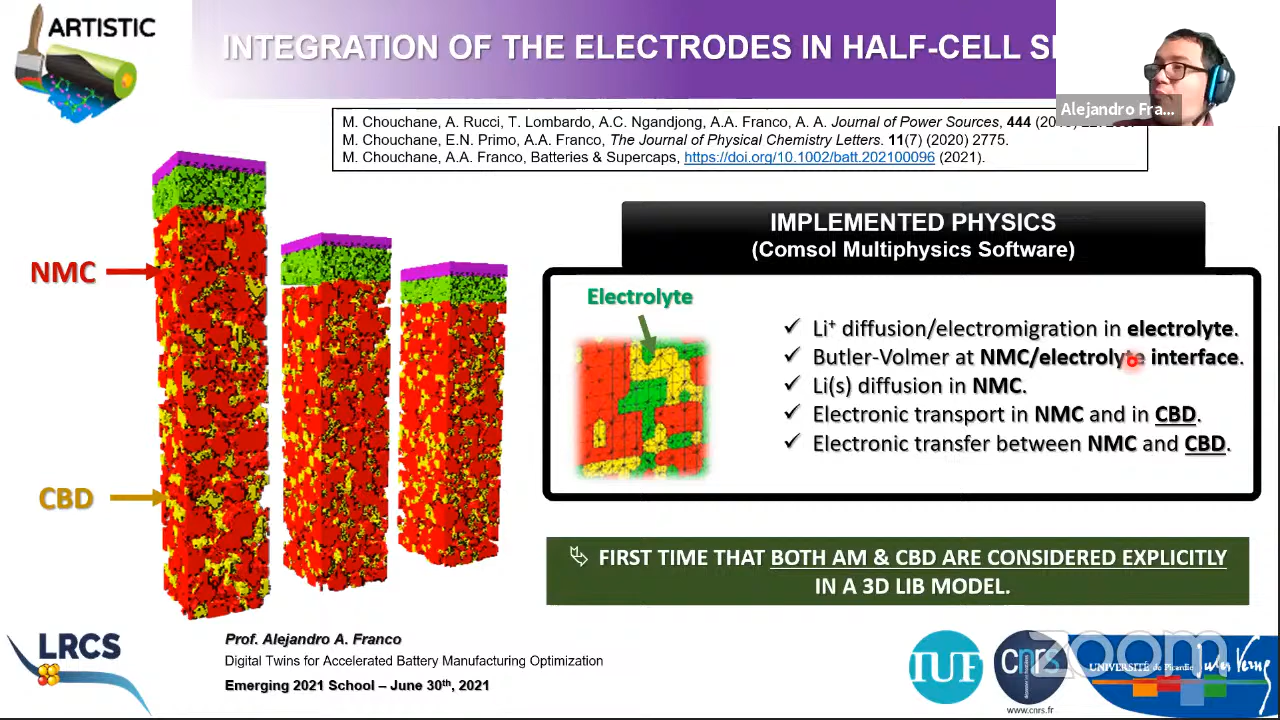 ARTISTIC
INTEGRATION OF THE ELECTRODES IN HALF-CELL
Alejandro Fra...
M. Chouchane, A. Rucci, T. Lombardo, A.C. Ngandjong, A.A. Franco, A. A. Journal of Power Sources, 444
M. Chouchane, E.N. Primo, A.A. Franco, The Journal of Physical Chemistry Letters. 11(7) (2020) 2775.
M. Chouchane, A.A. Franco, Batteries & Supercaps, https://doi.org/10.1002/batt.202100096 (2021).
IMPLEMENTED PHYSICS
(Comsol Multiphysics Software)
NMC
CBD
Electrolyte
✓ Li⁺ diffusion/electromigration in electrolyte.
✓ Butler-Volmer at NMC/electrolyte interface.
✓ Li(s) diffusion in NMC.
✓ Electronic transport in NMC and in CBD.
✓ Electronic transfer between NMC and CBD.
FIRST TIME THAT BOTH AM & CBD ARE CONSIDERED EXPLICITLY
IN A 3D LIB MODEL.
LRCS
Prof. Alejandro A. Franco
Digital Twins for Accelerated Battery Manufacturing Optimization
Emerging 2021 School – June 30th, 2021
IUF
cnrs
www.cnrs.fr
zoom
UNIVERSITÉ de Picardie Jules Verne